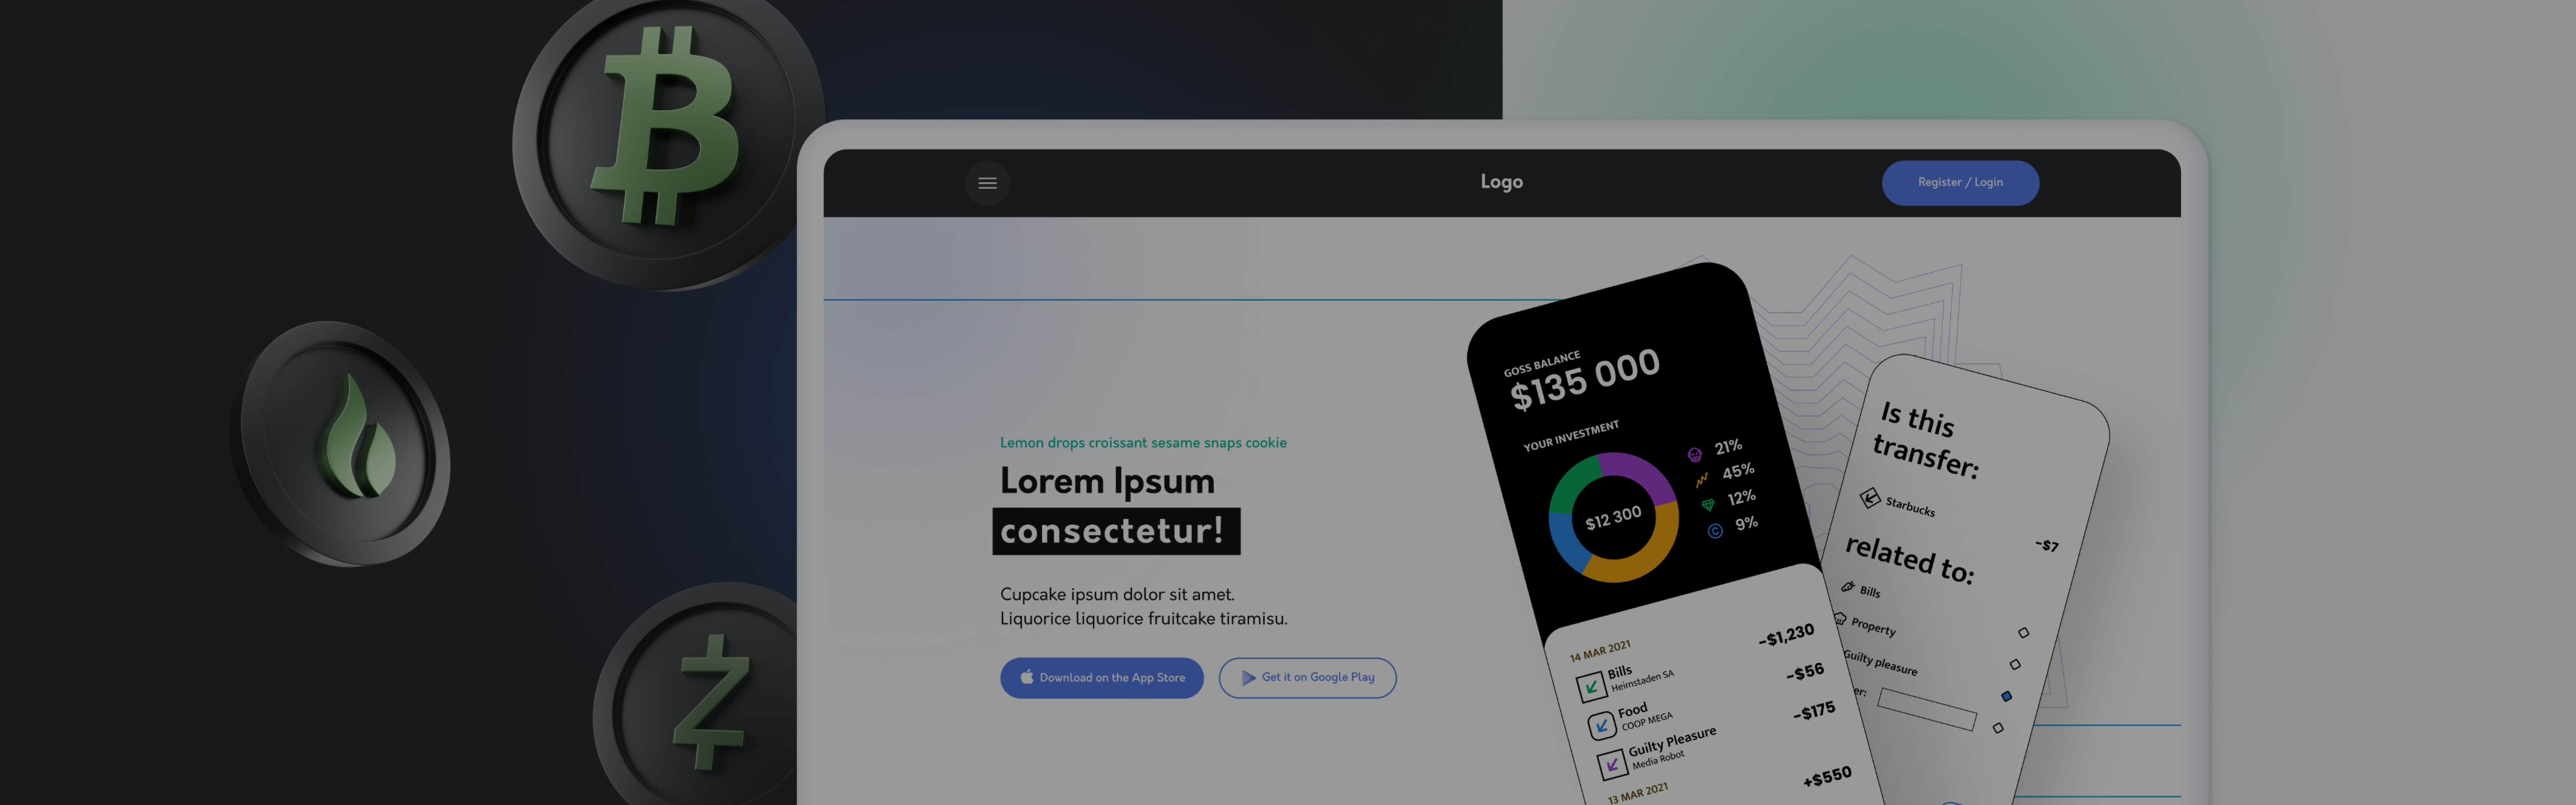 Logo
Register / Login
Lemon drops croissant sesame snaps cookie
Lorem Ipsum
consectetur!
Cupcake ipsum dolor sit amet.
Liquorice liquorice fruitcake tiramisu.
Download on the App Store
Get it on Google Play
GOSS BALANCE
$135 000
YOUR INVESTMENT
$12 300
21%
45%
12%
9%
14 MAR 2021
Bills
Heimstaden SA
-$1,230
Food
COOP MEGA
-$56
Guilty Pleasure
Media Robot
-$175
13 MAR 2021
+$550
Is this
transfer:
Starbucks
-$7
related to:
Bills
Property
Guilty pleasure
er: